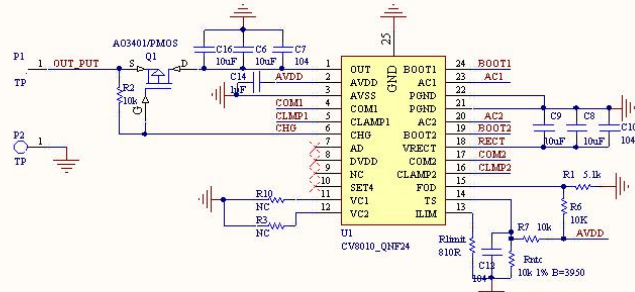 AO3401/PMOS
P1
1
OUT_PUT
S
Q1
D
G
TP
C16
10uF
C6
10uF
C7
104
C14
1uF
AVDD
R2
10k
COM1
CLMP1
CHG
P2
1
TP
R10
NC
R3
NC
25
GND
1 OUT
2 AVDD
3 AVSS
4 COM1
5 CLAMP1
6 CHG
7 AD
8 DVDD
9 NC
10 SET4
11 VC1
12 VC2
BOOT1 24 BOOT1
AC1 23 AC1
PGND 22
PGND 21
AC2 20 AC2
BOOT2 19 BOOT2
VRECT 18 RECT
COM2 17 COM2
CLAMP2 16 CLMP2
FOD 15
TS 14
ILIM 13
U1
CV8010_QNF24
C9
10uF
C8
10uF
C10
104
R1 5.1k
R6
10K
R7 10k
AVDD
Rlimit
810R
C12
104
Rntc
10k 1% B=3950